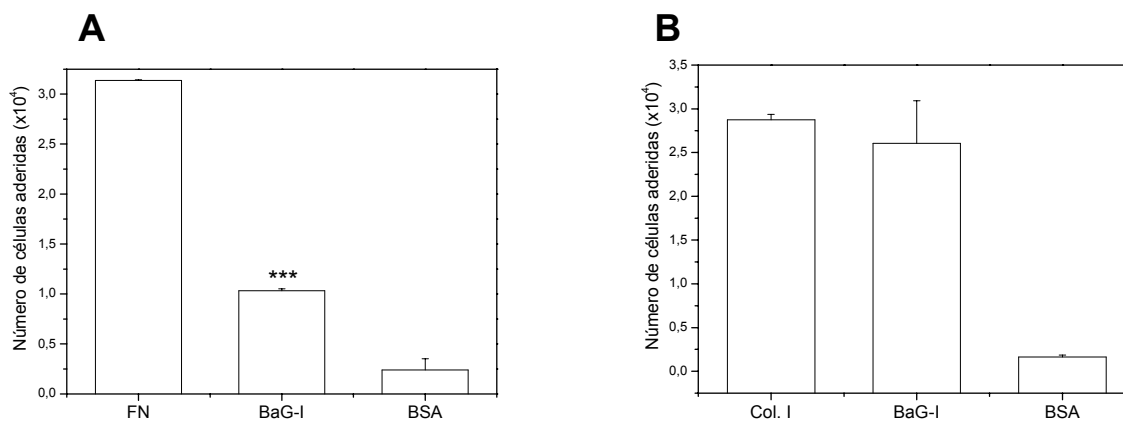 A
Número de células aderidas (x10⁴)
3,0
2,5
2,0
1,5
1,0
0,5
0,0
***
FN
BaG-I
BSA
B
Número de células aderidas (x10⁴)
3,5
3,0
2,5
2,0
1,5
1,0
0,5
0,0
Col. I
BaG-I
BSA